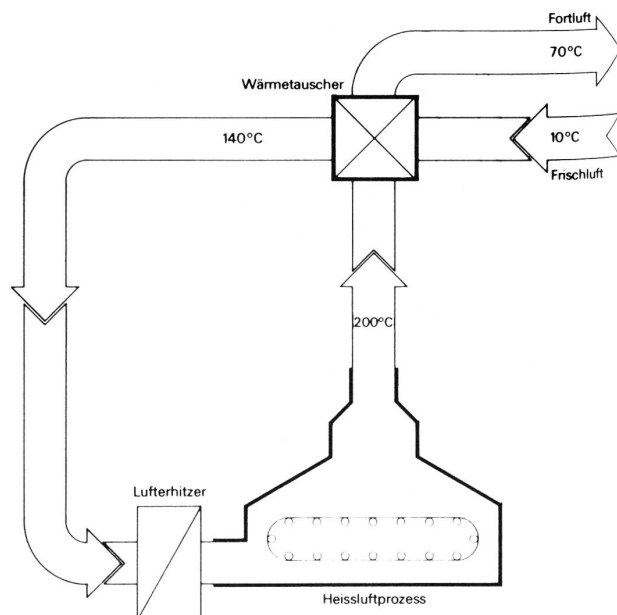 Fortluft
70°C
Wärmetauscher
140°C
10°C
Frischluft
200°C
Lufterhitzer
Heissluftprozess